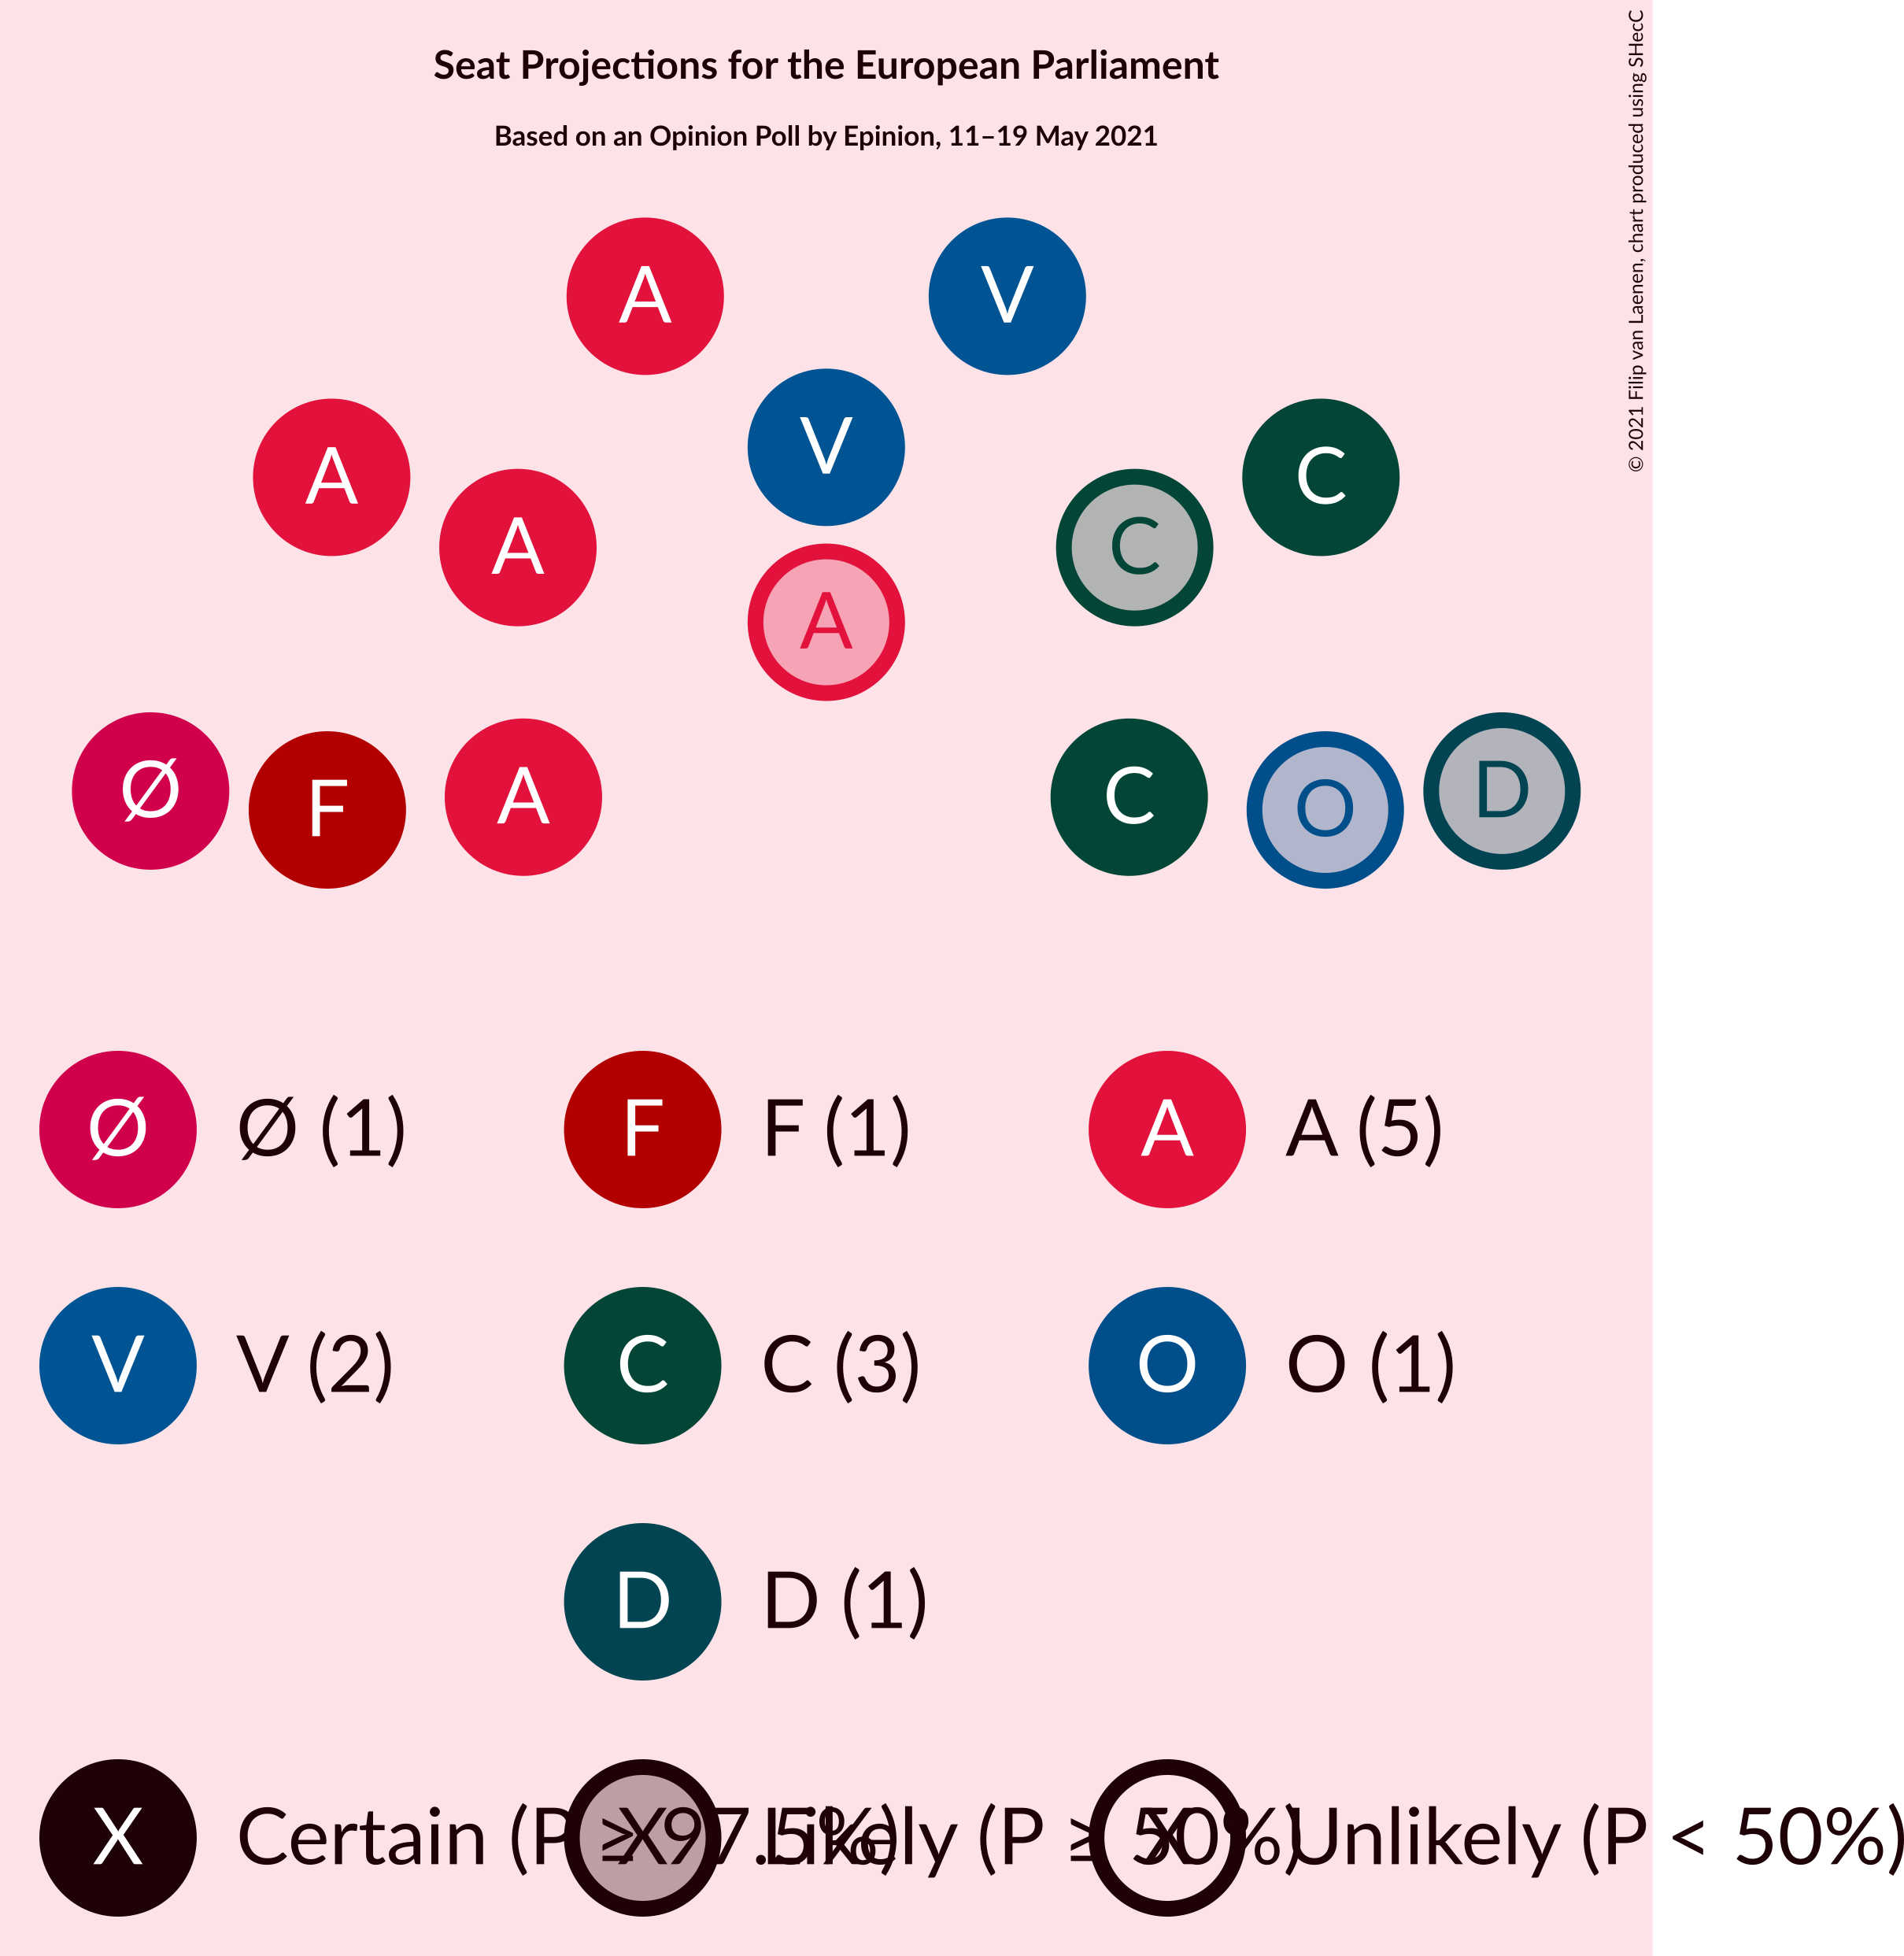 Seat Projections for the European Parliament
Based on an Opinion Poll by Epinion, 11–19 May 2021
© 2021 Filip van Laenen, chart produced using SHecC
A V
V
A C
A C
A
Ø D
F A C O
Ø Ø (1) F F (1) A A (5)
V V (2) C C (3) O O (1)
D D (1)
X Certain (P ≥ 97.5%) X Likely (P ≥ 50%) X Unlikely (P < 50%)